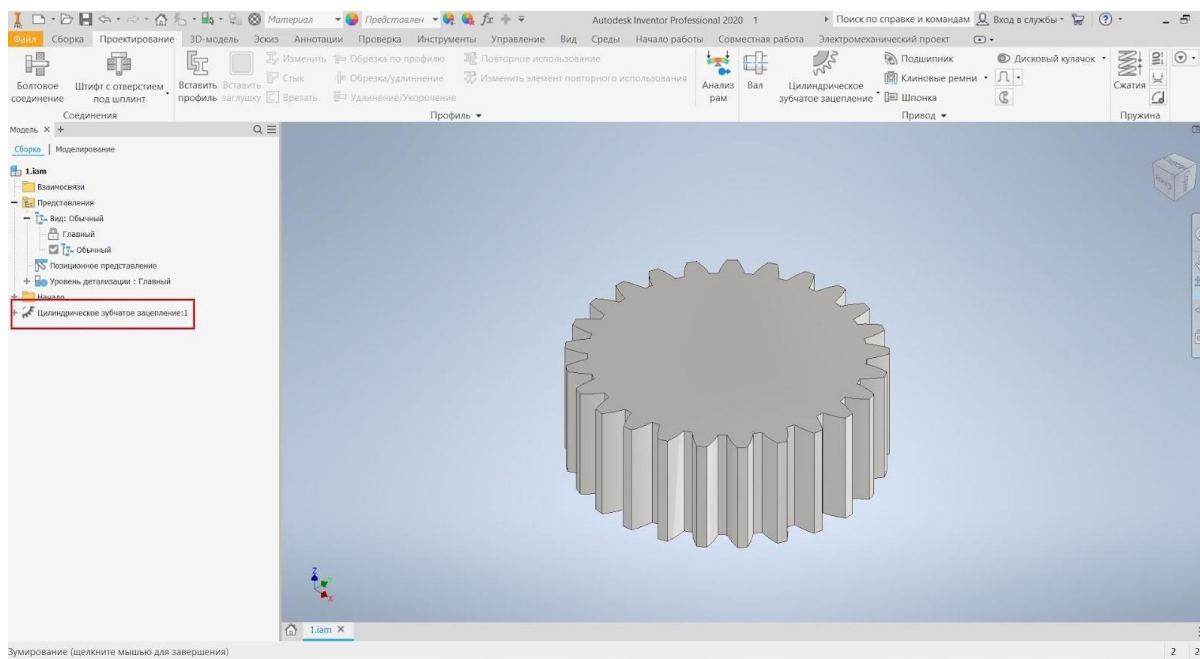 PRO Материал Представлен fx Autodesk Inventor Professional 2020 1 Поиск по справке и командам Вход в службы
Файл Сборка Проектирование 3D-модель Эскиз Аннотации Проверка Инструменты Управление Вид Среды Начало работы Совместная работа Электромеханический проект
Болтовое соединение
Штифт с отверстием под шплинт
Соединения
Вставить профиль
Вставить заглушку
Изменить
Стык
Врезать
Обрезка по профилю
Обрезка/удлиннение
Удлинение/Укорочение
Повторное использование
Изменить элемент повторного использования
Профиль
Анализ рам
Вал
Цилиндрическое зубчатое зацепление
Подшипник
Клиновые ремни
Шпонка
Дисковый кулачок
Привод
Сжатия
Пружина
Модель × +
Сборка | Моделирование
1.iam
Взаимосвязи
Представления
Вид: Обычный
Главный
Обычный
Позиционное представление
Уровень детализации : Главный
Начало
Цилиндрическое зубчатое зацепление:1
Z
X
1.iam ×
Зумирование (щелкните мышью для завершения) 2 2